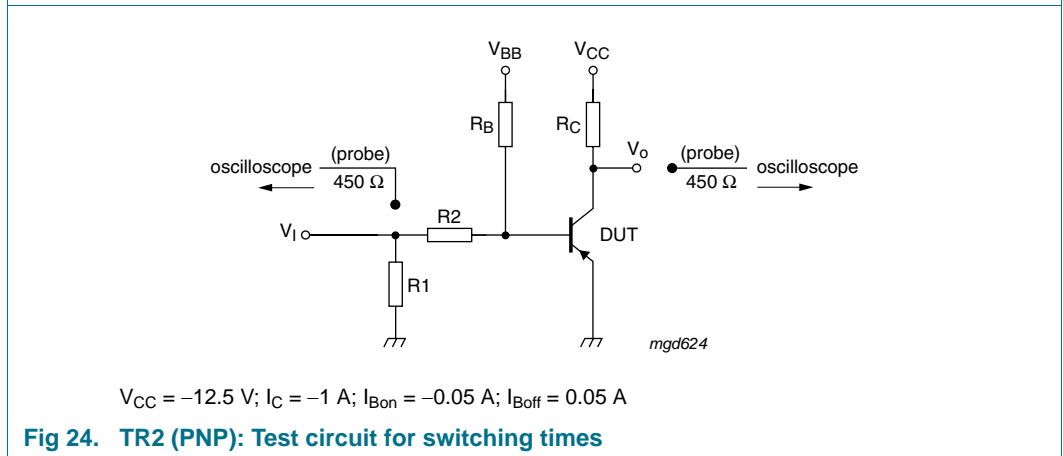 VBB VCC
RB RC
Vo
(probe) (probe)
oscilloscope oscilloscope
450 Ω 450 Ω
R2
VI DUT
R1
mgd624
VCC = −12.5 V; IC = −1 A; IBon = −0.05 A; IBoff = 0.05 A
Fig 24. TR2 (PNP): Test circuit for switching times